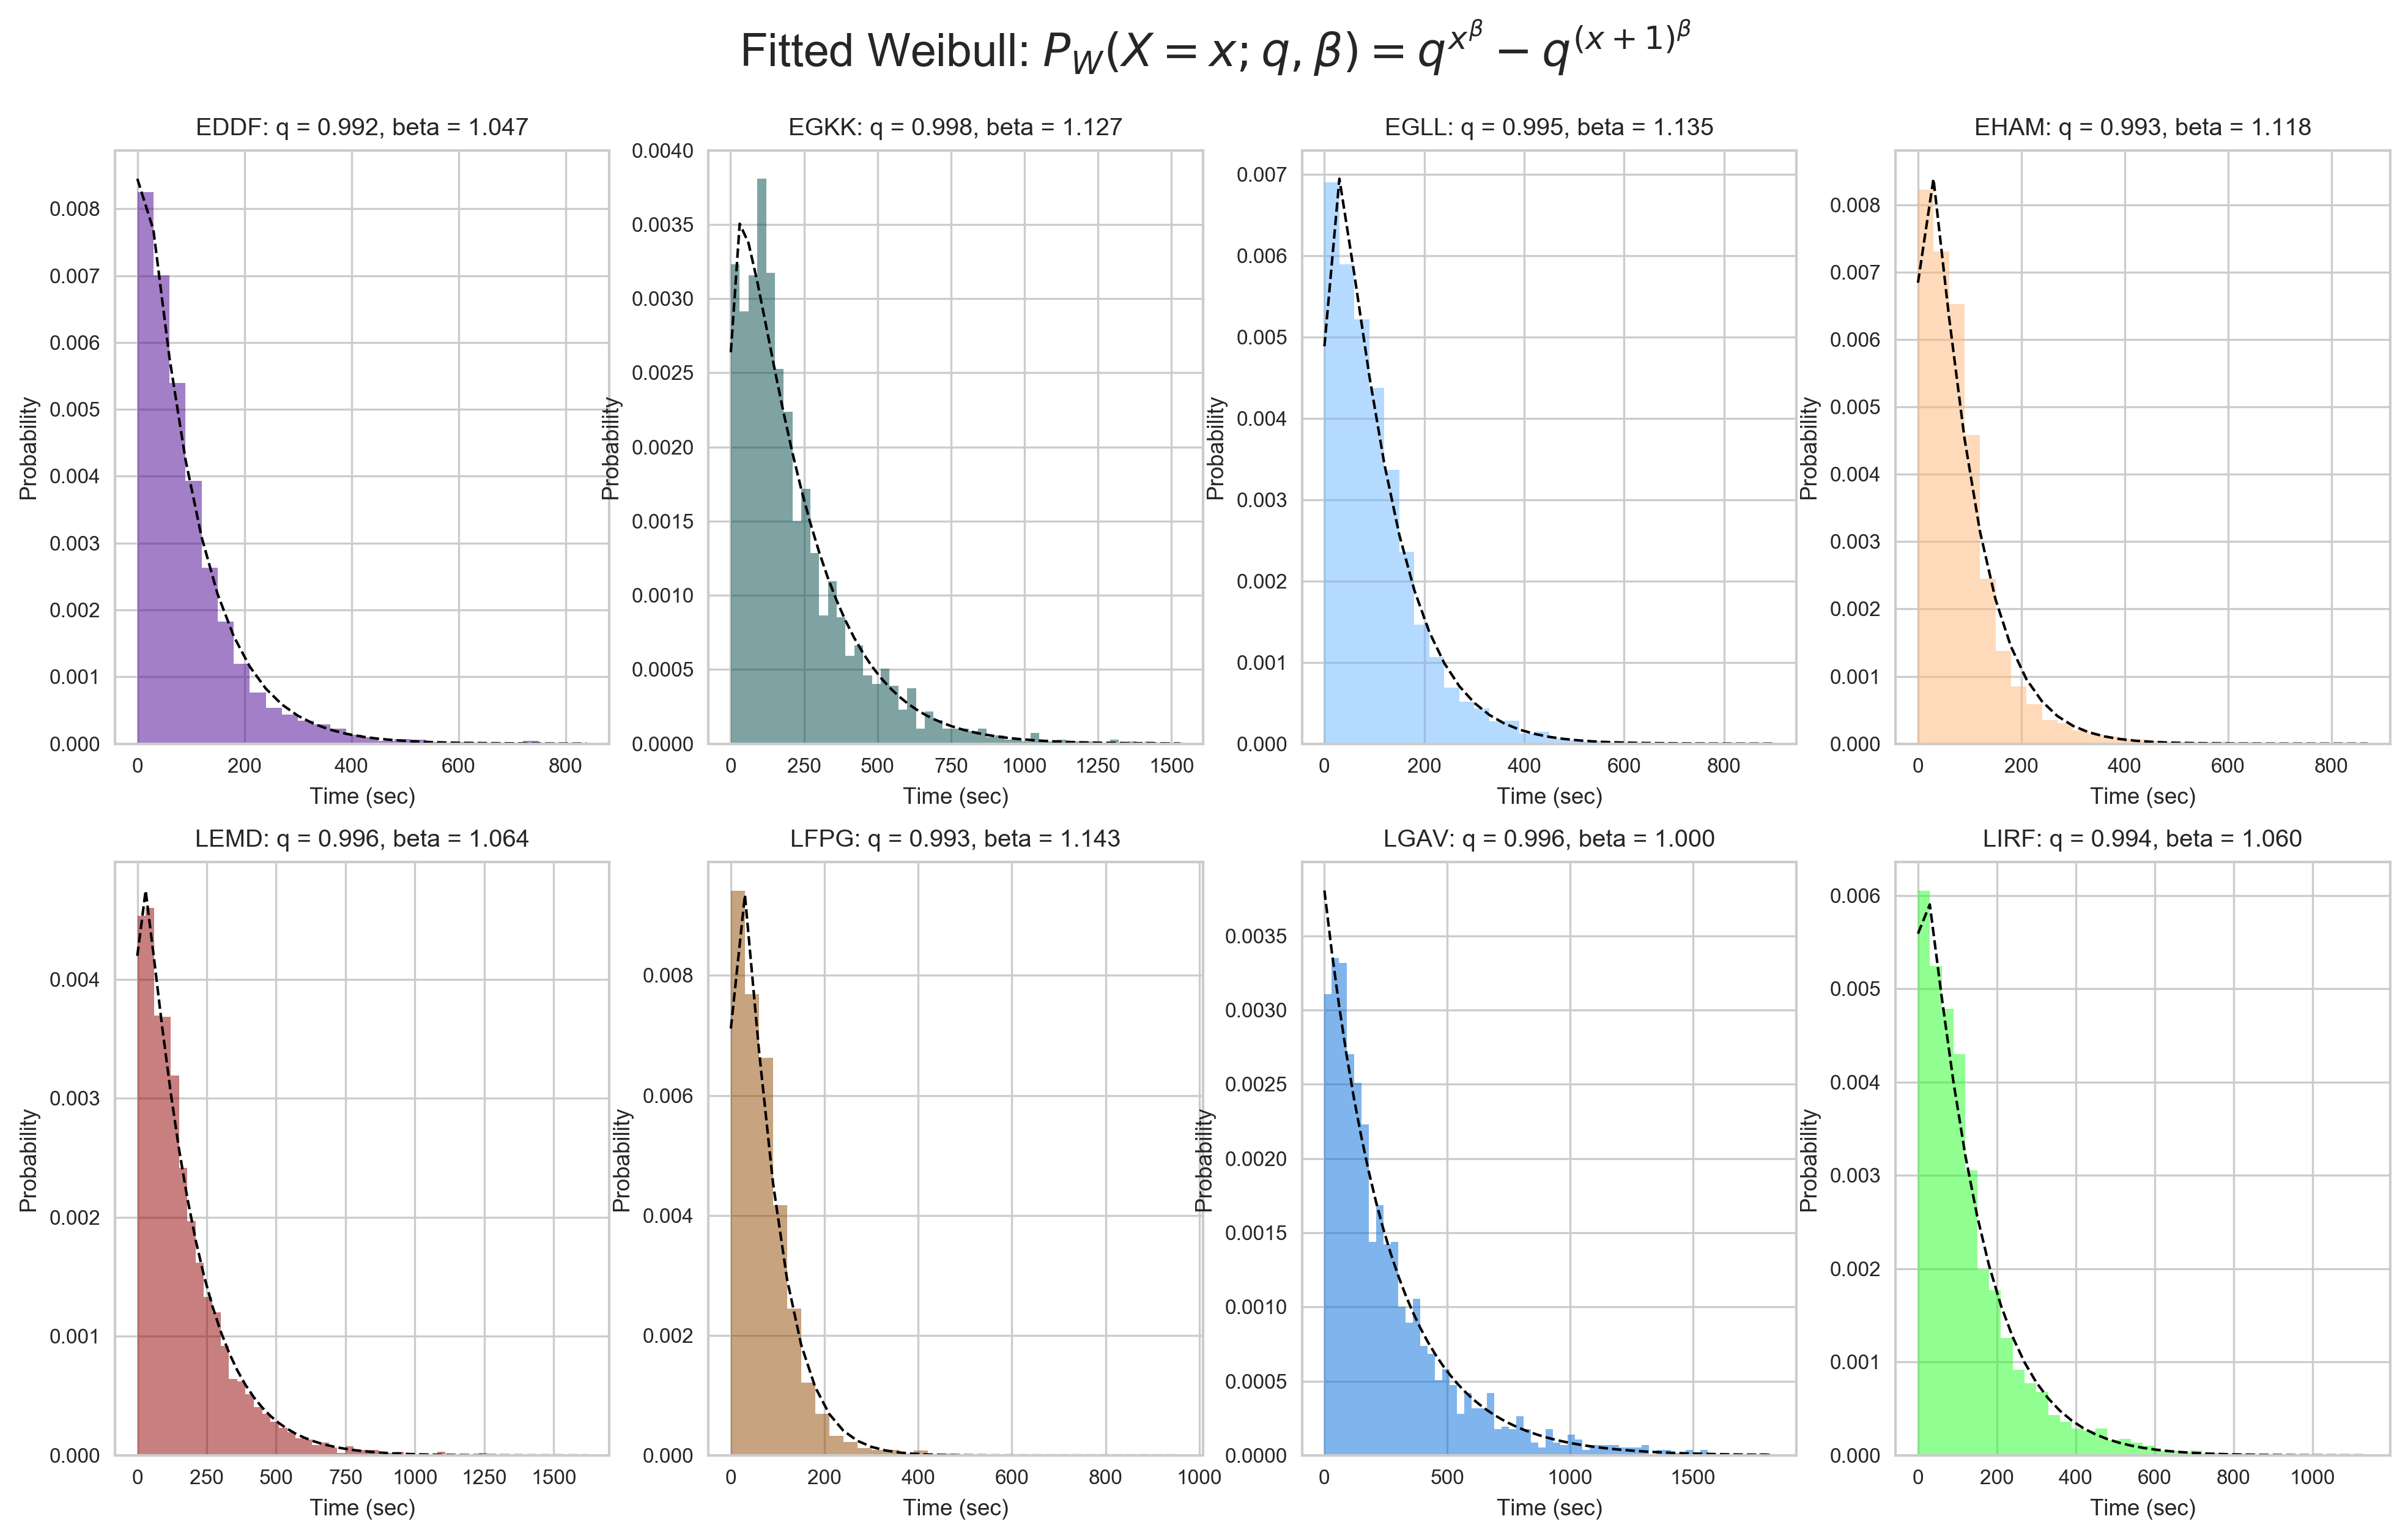 Fitted Weibull: $P_W(X = x; q, \beta) = q^{x^\beta} - q^{(x+1)^\beta}$
EDDF: q = 0.992, beta = 1.047
0.008
0.007
0.006
0.005
0.004
0.003
0.002
0.001
0.000
Probability
0 200 400 600 800
Time (sec)
EGKK: q = 0.998, beta = 1.127
0.0040
0.0035
0.0030
0.0025
0.0020
0.0015
0.0010
0.0005
0.0000
Probability
0 250 500 750 1000 1250 1500
Time (sec)
EGLL: q = 0.995, beta = 1.135
0.007
0.006
0.005
0.004
0.003
0.002
0.001
0.000
Probability
0 200 400 600 800
Time (sec)
EHAM: q = 0.993, beta = 1.118
0.008
0.007
0.006
0.005
0.004
0.003
0.002
0.001
0.000
Probability
0 200 400 600 800
Time (sec)
LEMD: q = 0.996, beta = 1.064
0.004
0.003
0.002
0.001
0.000
Probability
0 250 500 750 1000 1250 1500
Time (sec)
LFPG: q = 0.993, beta = 1.143
0.008
0.006
0.004
0.002
0.000
Probability
0 200 400 600 800 1000
Time (sec)
LGAV: q = 0.996, beta = 1.000
0.0035
0.0030
0.0025
0.0020
0.0015
0.0010
0.0005
0.0000
Probability
0 500 1000 1500
Time (sec)
LIRF: q = 0.994, beta = 1.060
0.006
0.005
0.004
0.003
0.002
0.001
0.000
Probability
0 200 400 600 800 1000
Time (sec)